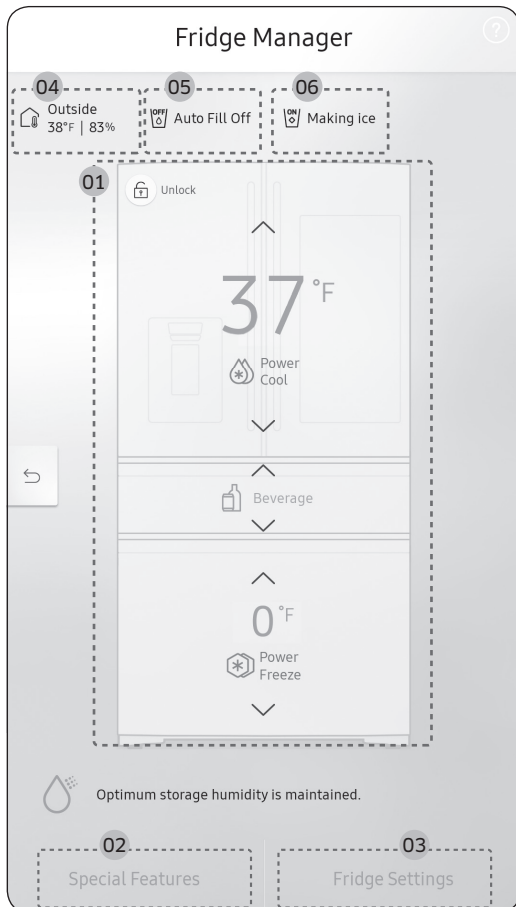 Fridge Manager
?
04
05
06
Outside
38°F | 83%
OFF
Auto Fill Off
ON
Making ice
01
Unlock
37 °F
Power
Cool
Beverage
0 °F
Power
Freeze
Optimum storage humidity is maintained.
02
03
Special Features
Fridge Settings